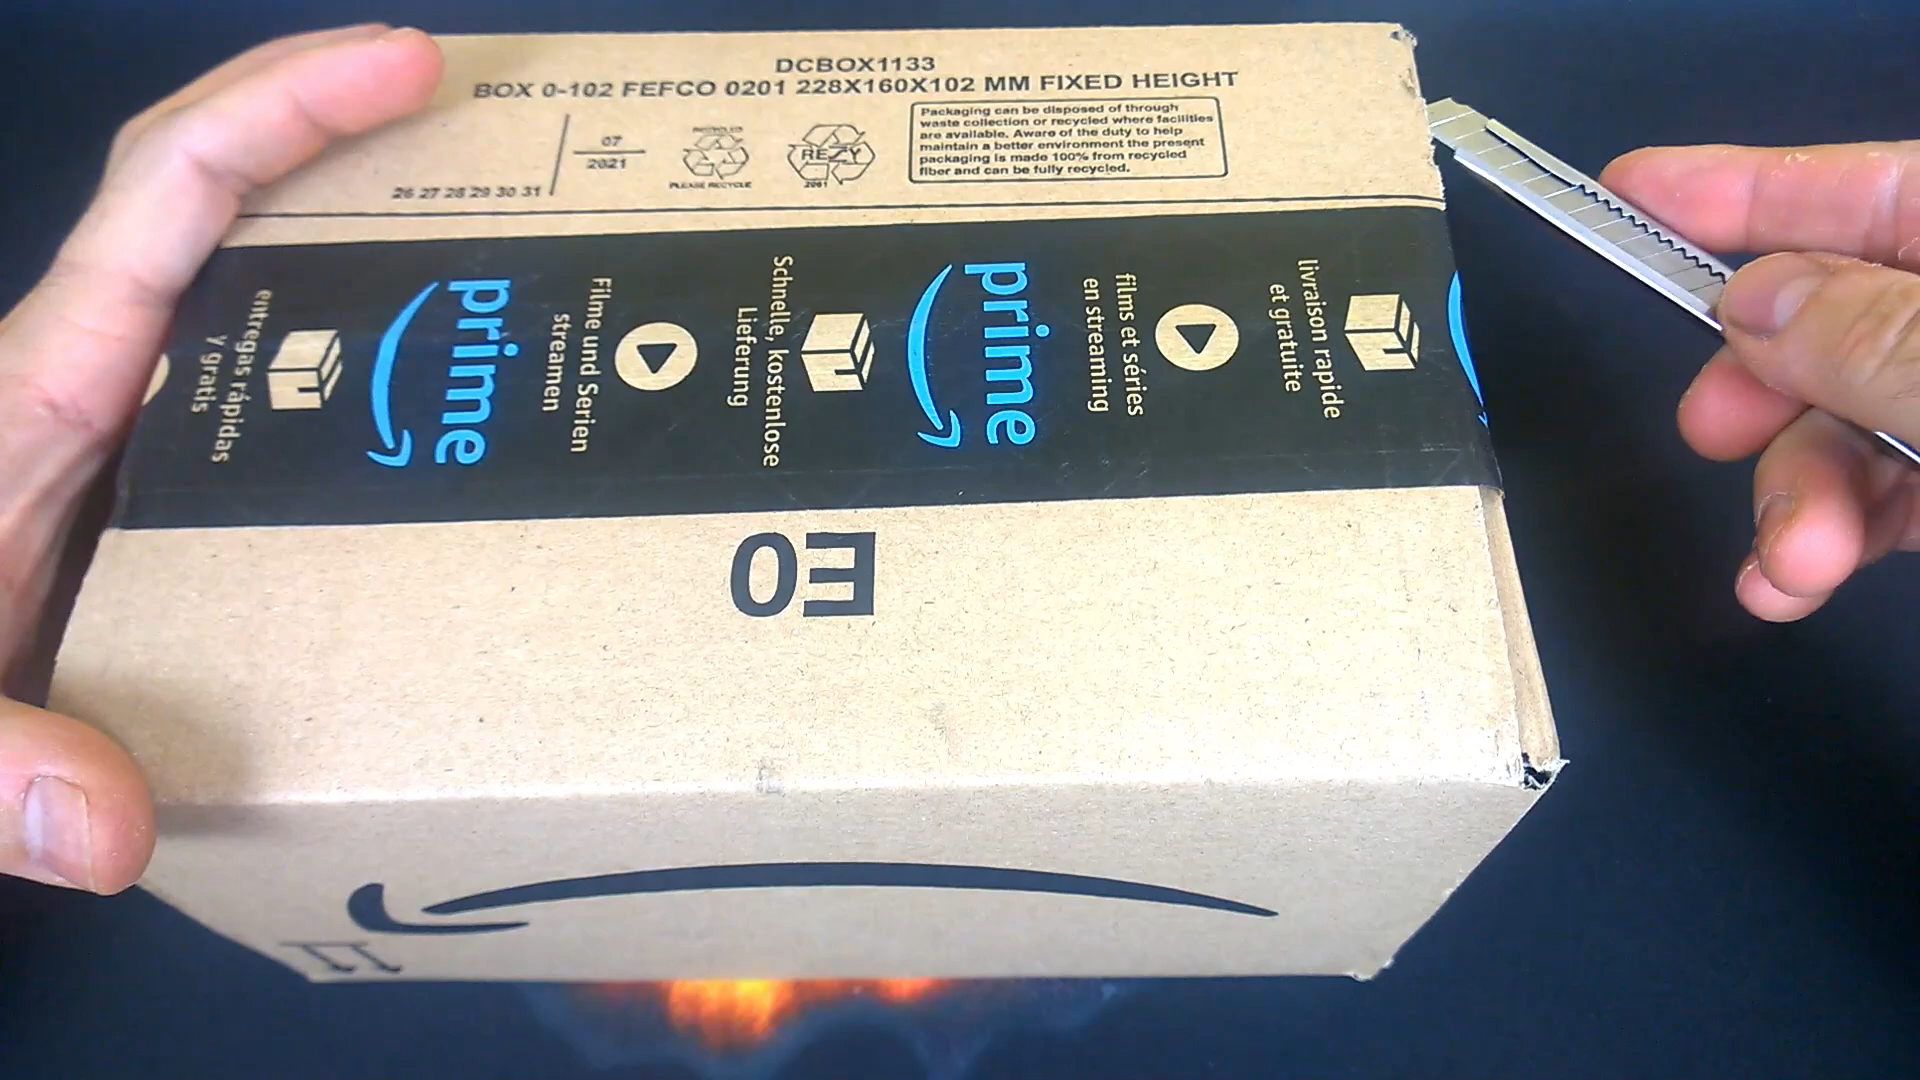 DCBOX1133
BOX 0-102 FEFCO 0201 228X160X102 MM FIXED HEIGHT
07
2021
26 27 28 29 30 31
RECYCLED
PLEASE RECYCLE
REZY
2061
Packaging can be disposed of through
waste collection or recycled where facilities
are available. Aware of the duty to help
maintain a better environment the present
packaging is made 100% from recycled
fiber and can be fully recycled.
entregas rápidas
y gratis
prime
Filme und Serien
streamen
Schnelle, kostenlose
Lieferung
prime
films et séries
en streaming
livraison rapide
et gratuite
E0